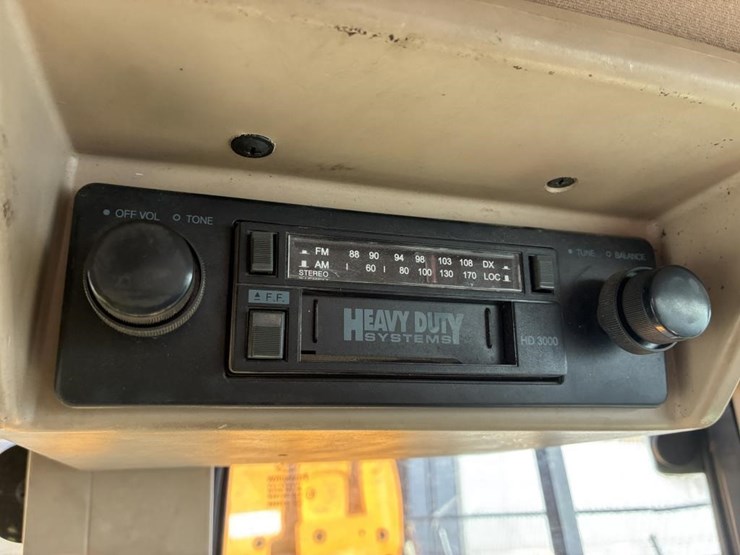 ● OFF VOL ○ TONE
FM 88 90 94 98 103 108 DX
AM 60 80 100 130 170 LOC
STEREO
● TUNE ○ BALANCE
▲ F.F.
HEAVY DUTY
SYSTEMS
HD 3000